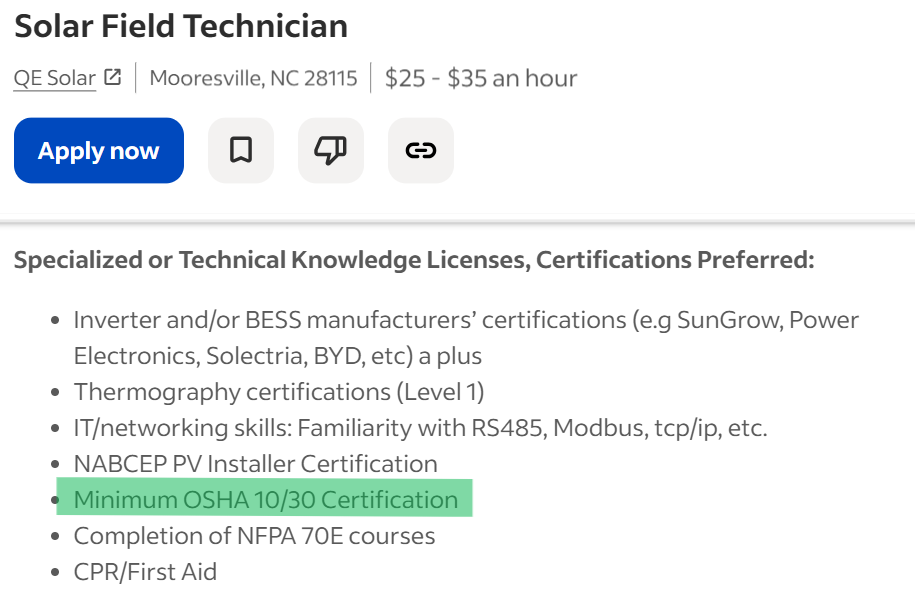 Solar Field Technician
QE Solar Mooresville, NC 28115 $25 - $35 an hour
Apply now
Specialized or Technical Knowledge Licenses, Certifications Preferred:
• Inverter and/or BESS manufacturers’ certifications (e.g SunGrow, Power
Electronics, Solectria, BYD, etc) a plus
• Thermography certifications (Level 1)
• IT/networking skills: Familiarity with RS485, Modbus, tcp/ip, etc.
• NABCEP PV Installer Certification
• Minimum OSHA 10/30 Certification
• Completion of NFPA 70E courses
• CPR/First Aid